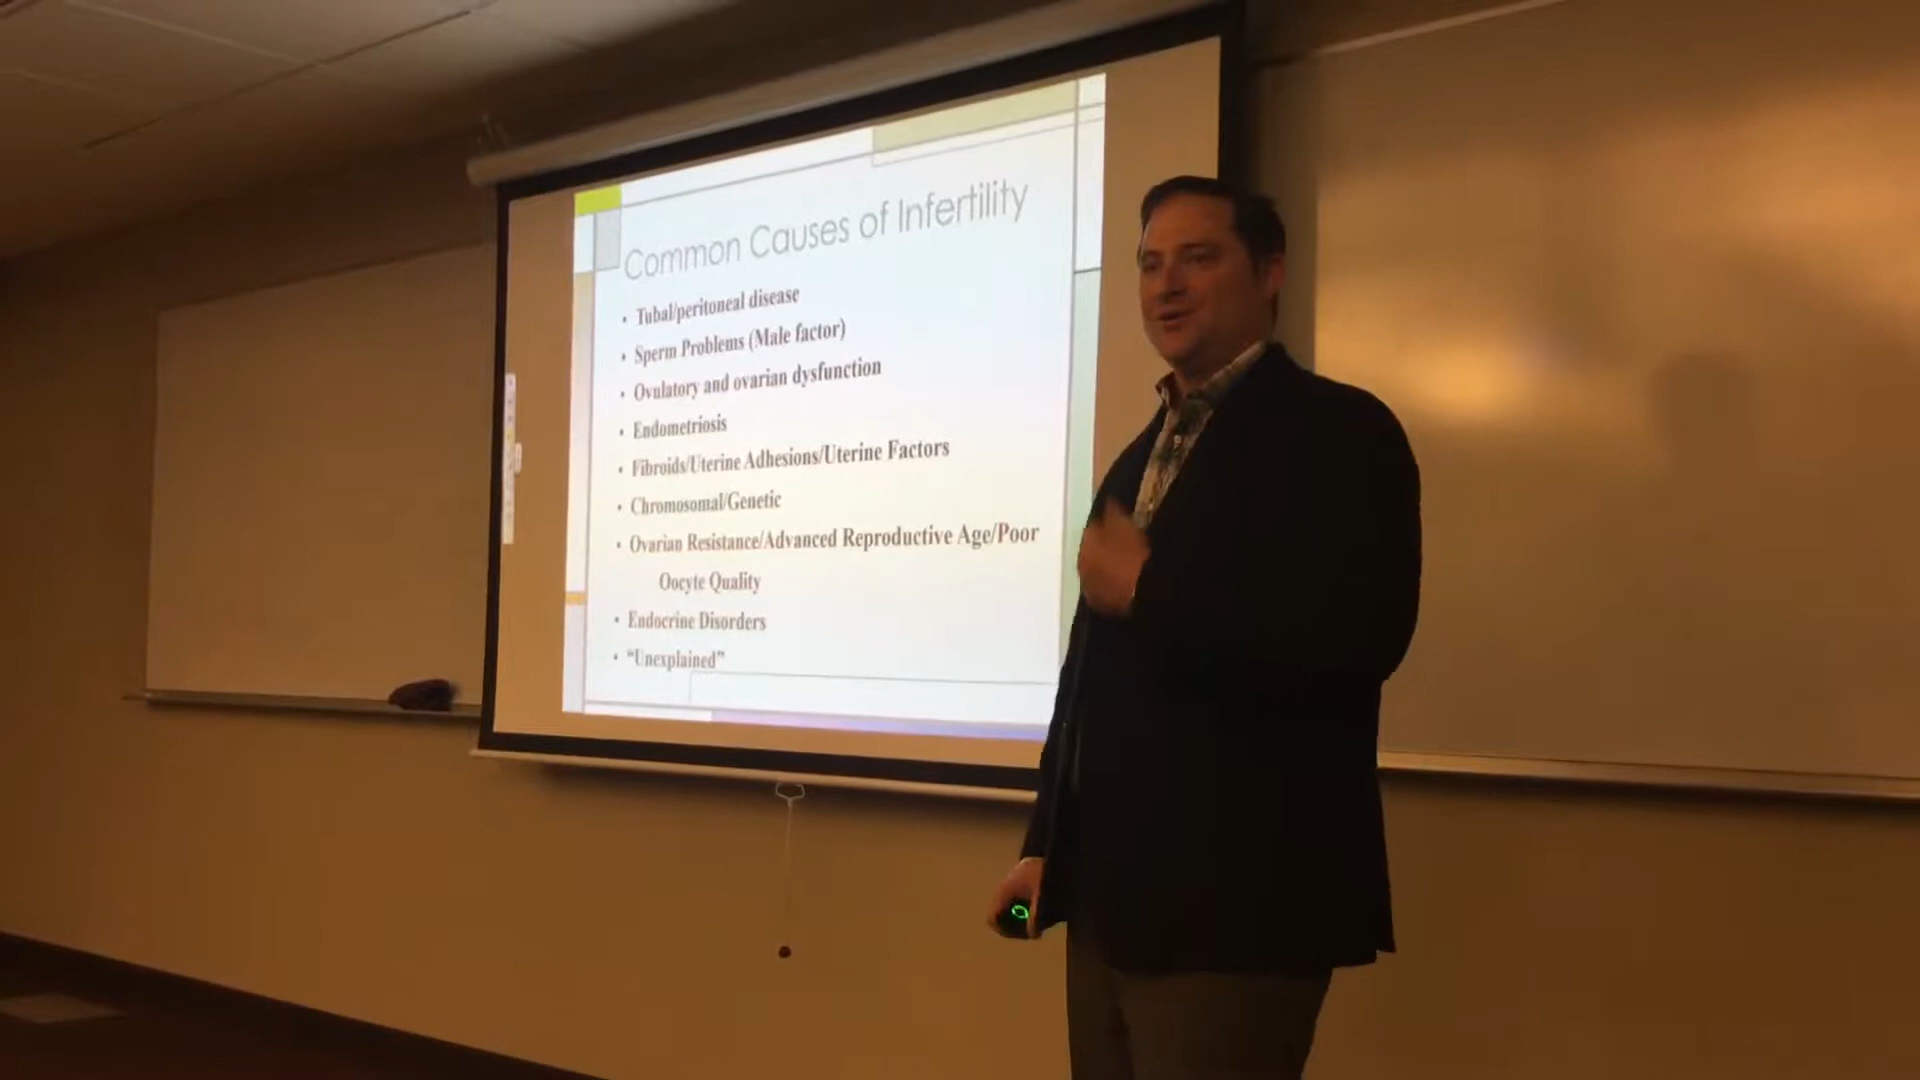 Common Causes of Infertility
• Tubal/peritoneal disease
• Sperm Problems (Male factor)
• Ovulatory and ovarian dysfunction
• Endometriosis
• Fibroids/Uterine Adhesions/Uterine Factors
• Chromosomal/Genetic
• Ovarian Resistance/Advanced Reproductive Age/Poor
Oocyte Quality
• Endocrine Disorders
• “Unexplained”